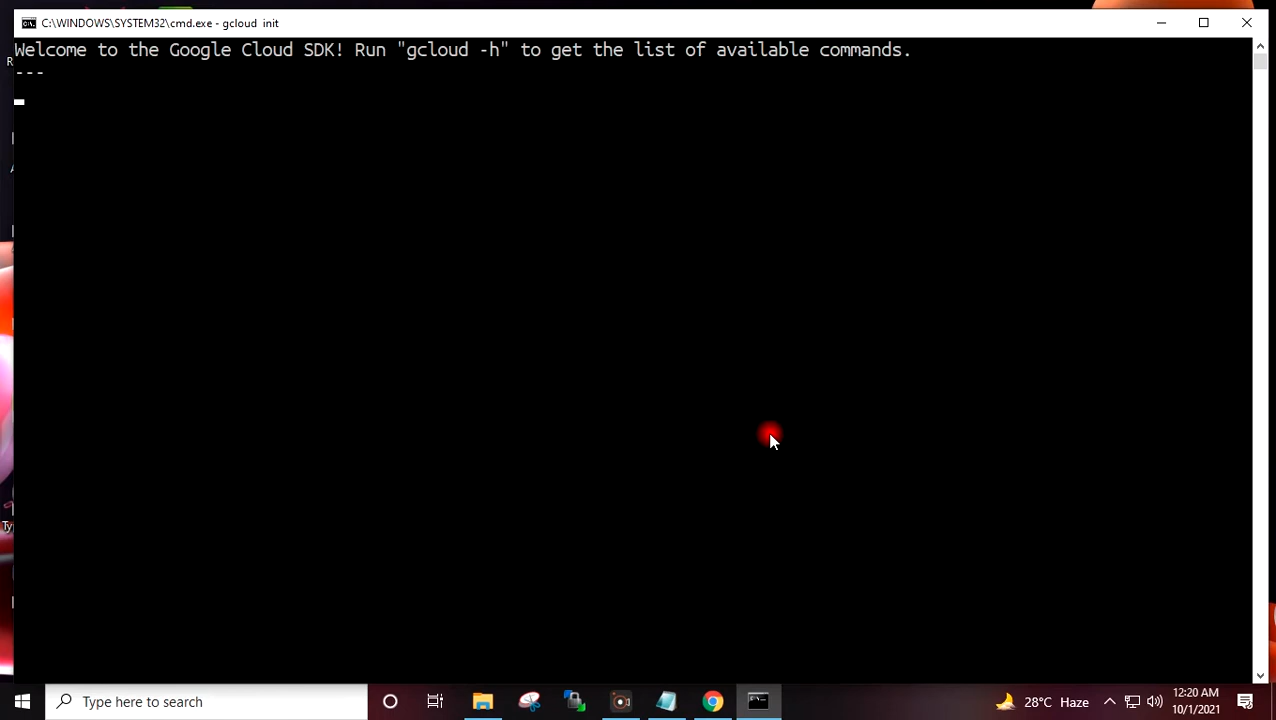 C:\WINDOWS\SYSTEM32\cmd.exe - gcloud init
Welcome to the Google Cloud SDK! Run "gcloud -h" to get the list of available commands.
---
Type here to search
28°C Haze
12:20 AM
10/1/2021